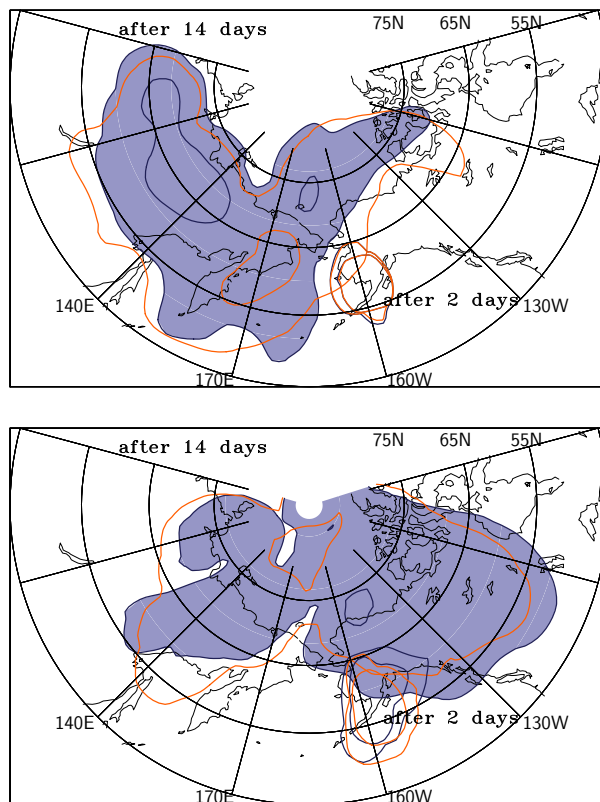 after 14 days
75N 65N 55N
140E
after 2 days
130W
170E
160W
after 14 days
75N 65N 55N
140E
after 2 days
130W
170E
160W